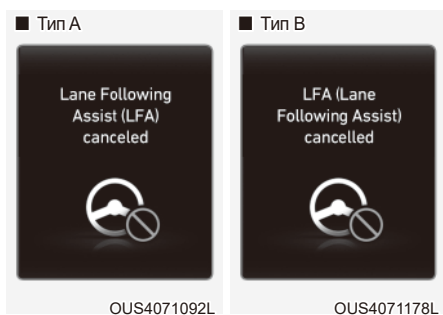 ■ Тип A
Lane Following
Assist (LFA)
canceled
OUS4071092L
■ Тип B
LFA (Lane
Following Assist)
cancelled
OUS4071178L